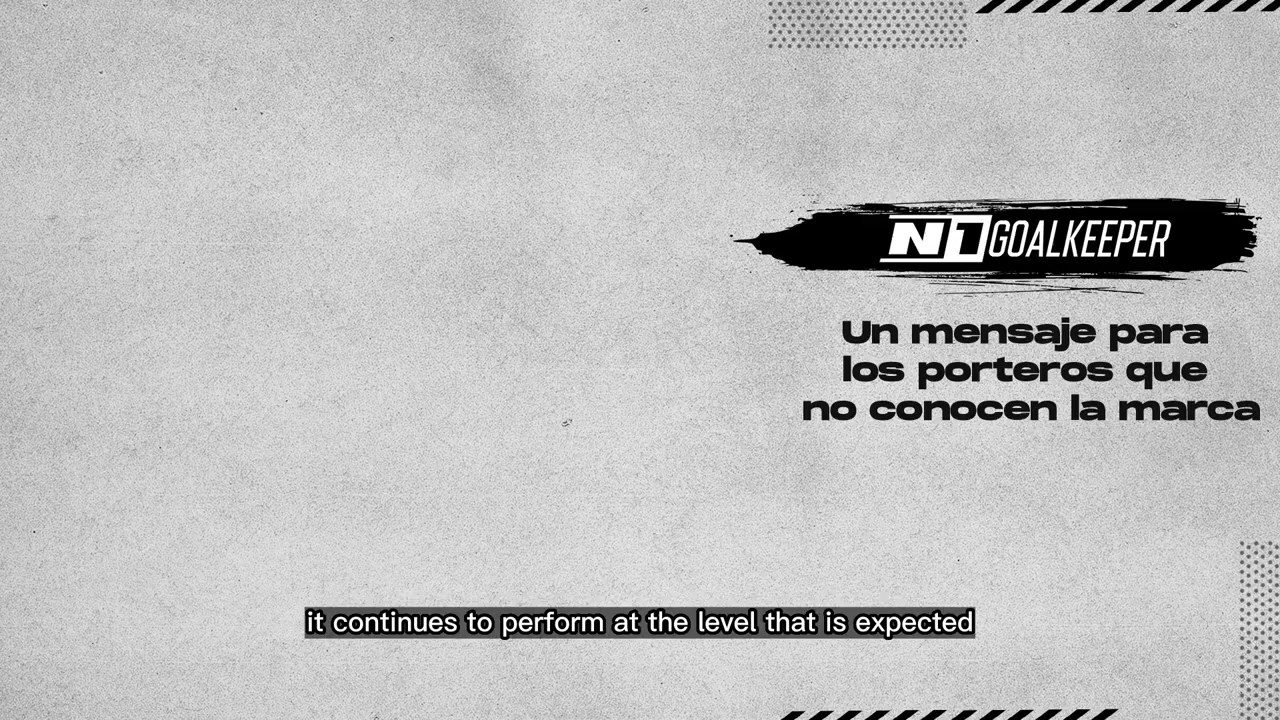 N1 GOALKEEPER
Un mensaje para
los porteros que
no conocen la marca
it continues to perform at the level that is expected